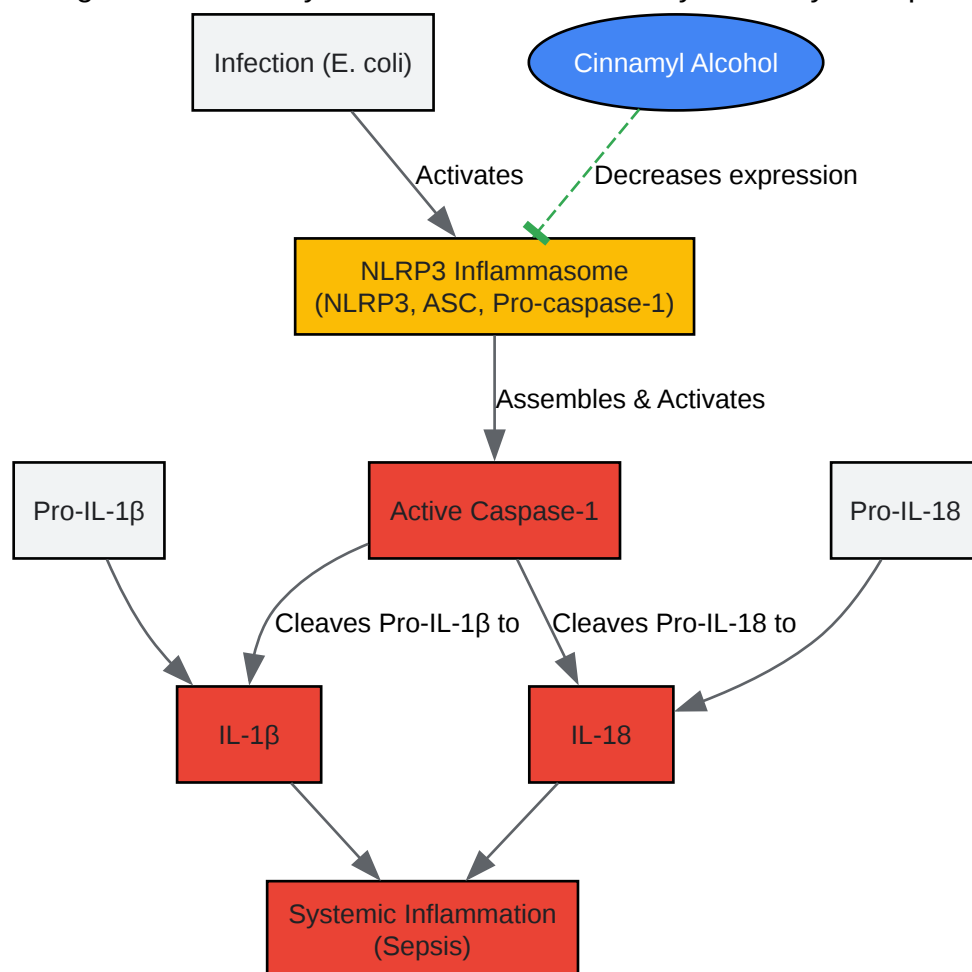 Infection (E. coli)
Cinnamyl Alcohol
Activates
Decreases expression
NLRP3 Inflammasome
(NLRP3, ASC, Pro-caspase-1)
Assembles & Activates
Pro-IL-1β
Active Caspase-1
Pro-IL-18
Cleaves Pro-IL-1β to
Cleaves Pro-IL-18 to
IL-1β
IL-18
Systemic Inflammation
(Sepsis)